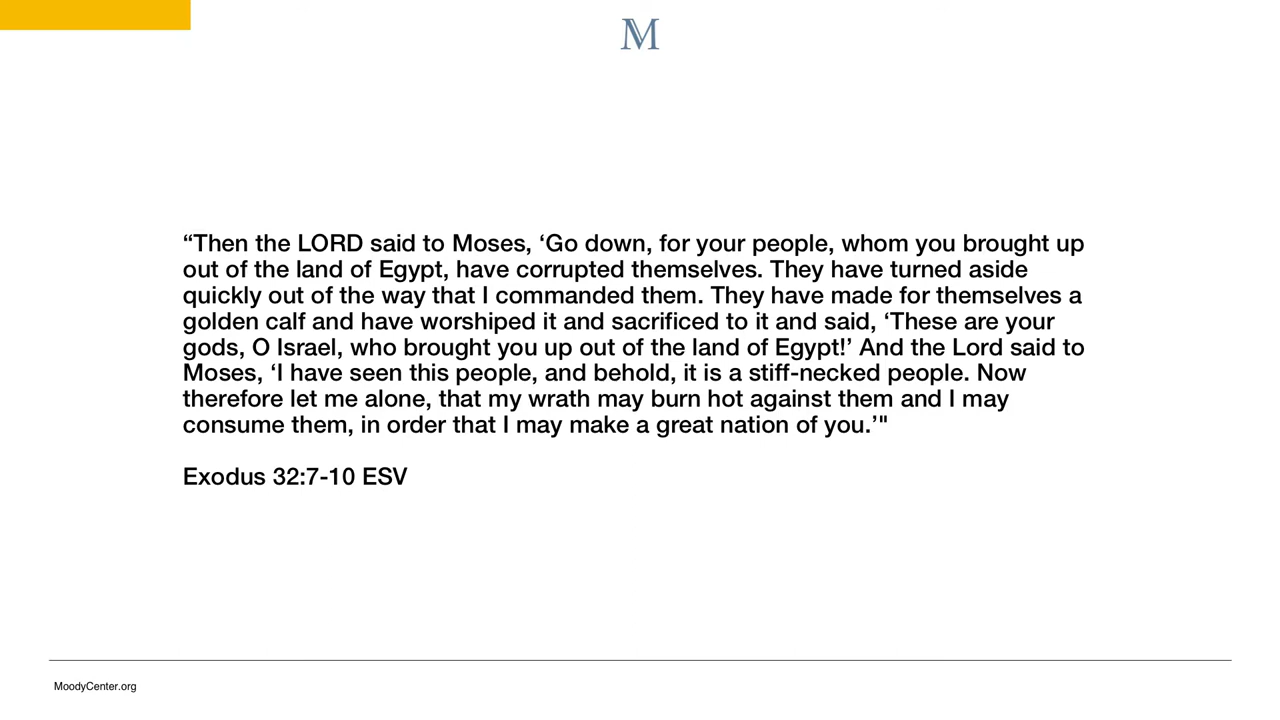 M
“Then the LORD said to Moses, ‘Go down, for your people, whom you brought up
out of the land of Egypt, have corrupted themselves. They have turned aside
quickly out of the way that I commanded them. They have made for themselves a
golden calf and have worshiped it and sacrificed to it and said, ‘These are your
gods, O Israel, who brought you up out of the land of Egypt!’ And the Lord said to
Moses, ‘I have seen this people, and behold, it is a stiff-necked people. Now
therefore let me alone, that my wrath may burn hot against them and I may
consume them, in order that I may make a great nation of you.’"
Exodus 32:7-10 ESV
MoodyCenter.org